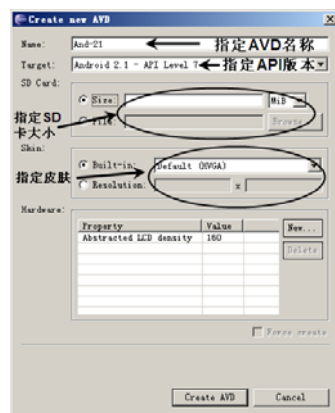 Create new AVD
Name: And-21 指定AVD名称
Target: Android 2.1 - API Level 7 指定API版本
SD Card:
Size: MiB
指定SD
卡大小
File: Browse...
Skin:
Built-in: Default (HVGA)
指定皮肤
Resolution: x
Hardware:
Property Value New...
Abstracted LCD density 160
Delete
Force create
Create AVD Cancel